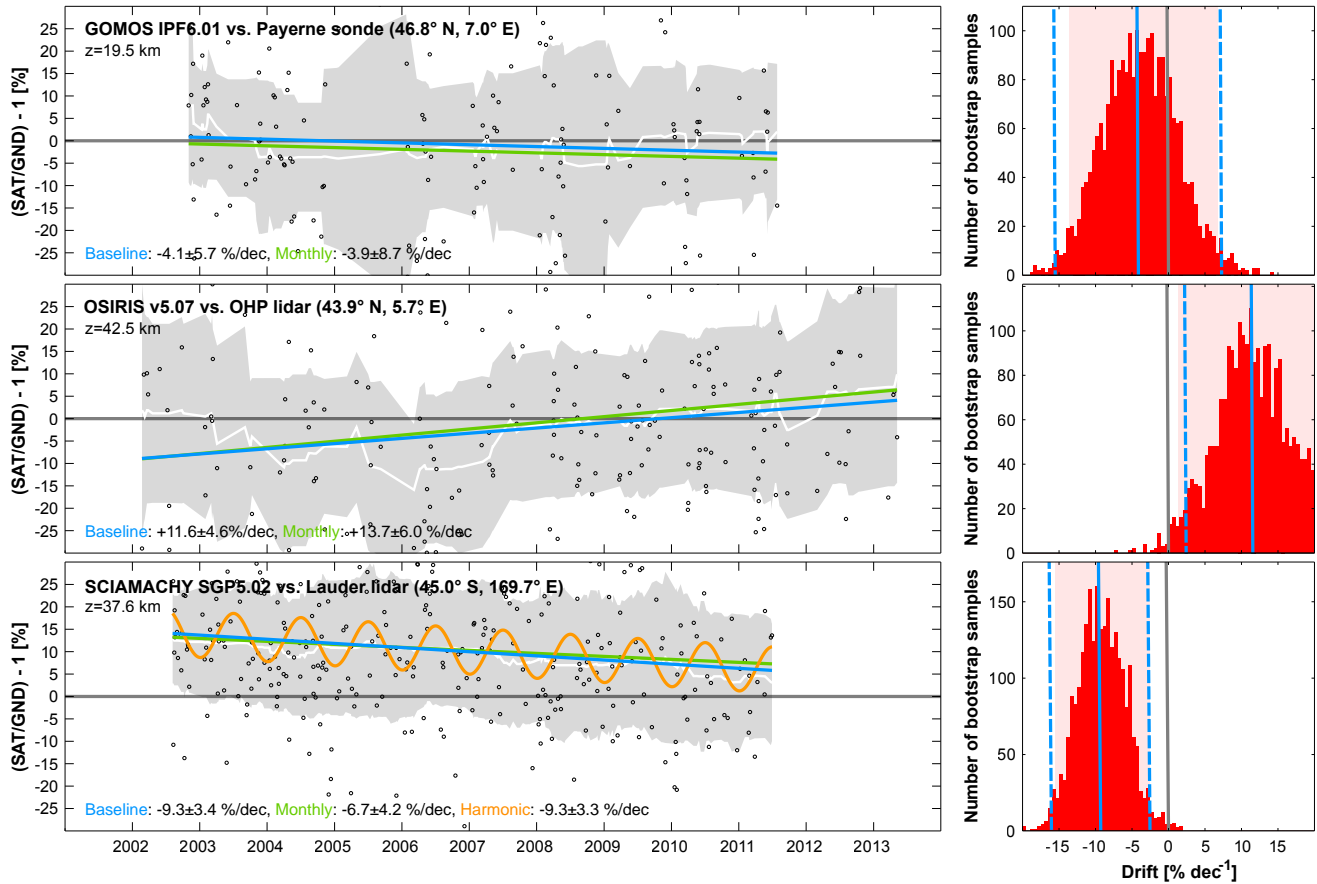 GOMOS IPF6.01 vs. Payerne sonde (46.8° N, 7.0° E)
z=19.5 km
25
20
15
10
5
0
-5
-10
-15
-20
-25
(SAT/GND) - 1 [%]
Baseline: -4.1±5.7 %/dec, Monthly: -3.9±8.7 %/dec
100
80
60
40
20
0
Number of bootstrap samples
OSIRIS v5.07 vs. OHP lidar (43.9° N, 5.7° E)
z=42.5 km
25
20
15
10
5
0
-5
-10
-15
-20
-25
(SAT/GND) - 1 [%]
Baseline: +11.6±4.6%/dec, Monthly: +13.7±6.0 %/dec
100
80
60
40
20
0
Number of bootstrap samples
SCIAMACHY SGP5.02 vs. Lauder lidar (45.0° S, 169.7° E)
z=37.6 km
25
20
15
10
5
0
-5
-10
-15
-20
-25
(SAT/GND) - 1 [%]
Baseline: -9.3±3.4 %/dec, Monthly: -6.7±4.2 %/dec, Harmonic: -9.3±3.3 %/dec
2002 2003 2004 2005 2006 2007 2008 2009 2010 2011 2012 2013
150
100
50
0
Number of bootstrap samples
-15 -10 -5 0 5 10 15
Drift [% dec⁻¹]